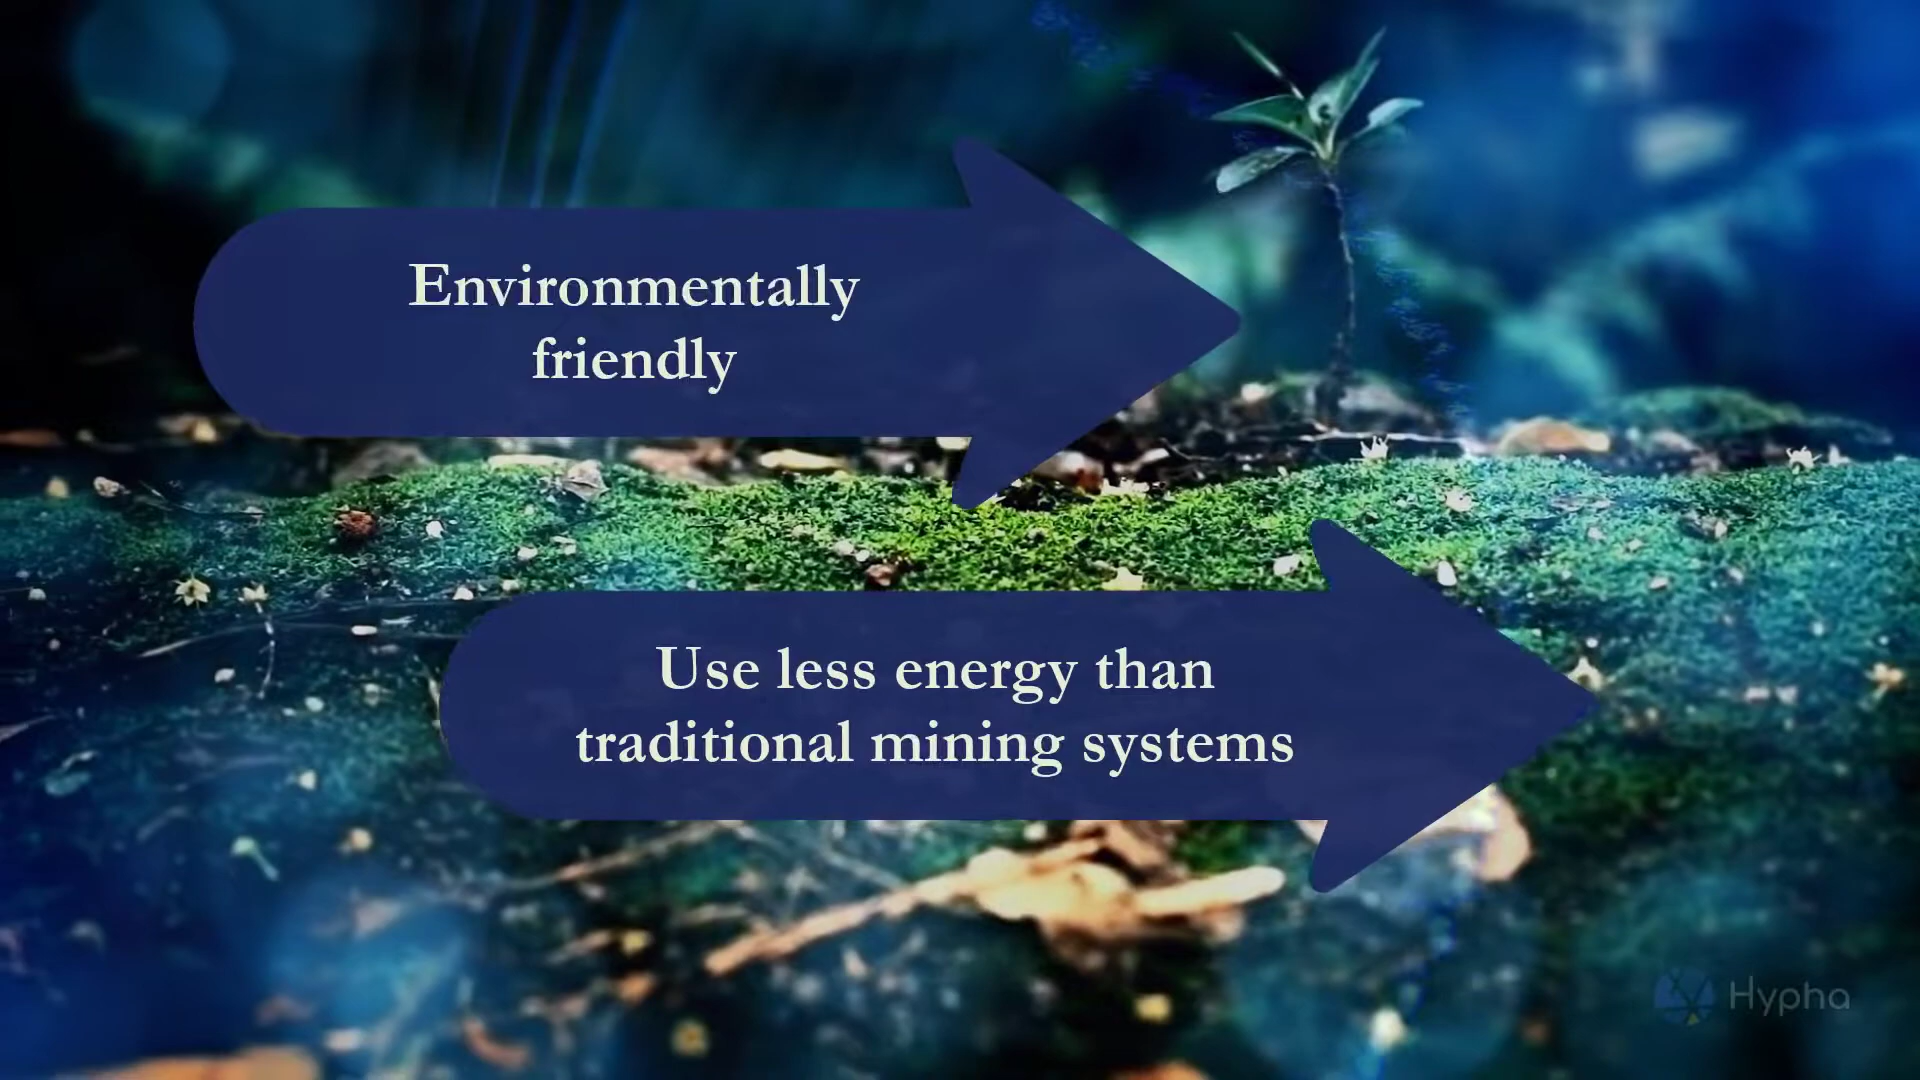 Environmentally
friendly
Use less energy than
traditional mining systems
Hypha